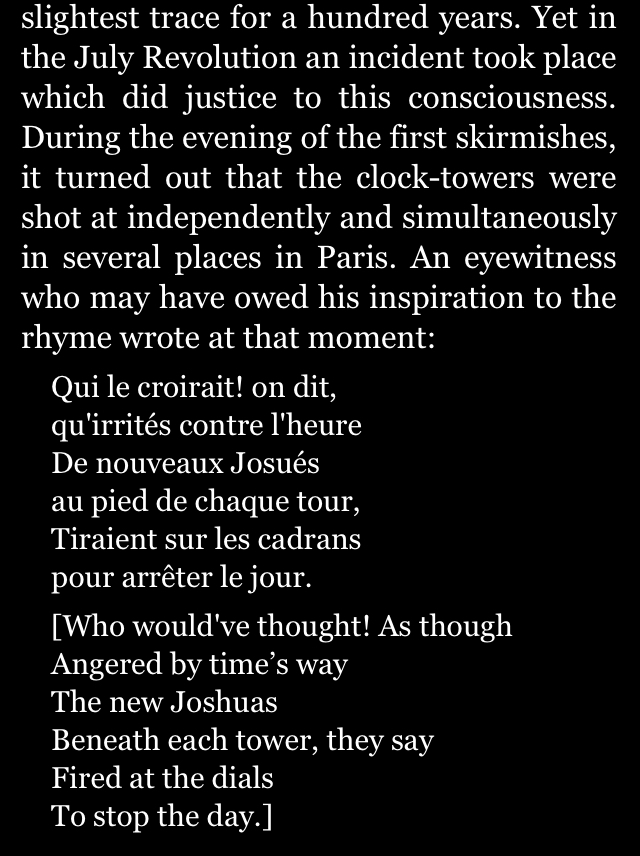 slightest trace for a hundred years. Yet in
the July Revolution an incident took place
which did justice to this consciousness.
During the evening of the first skirmishes,
it turned out that the clock-towers were
shot at independently and simultaneously
in several places in Paris. An eyewitness
who may have owed his inspiration to the
rhyme wrote at that moment:
Qui le croirait! on dit,
qu'irrités contre l'heure
De nouveaux Josués
au pied de chaque tour,
Tiraient sur les cadrans
pour arrêter le jour.
[Who would've thought! As though
Angered by time’s way
The new Joshuas
Beneath each tower, they say
Fired at the dials
To stop the day.]